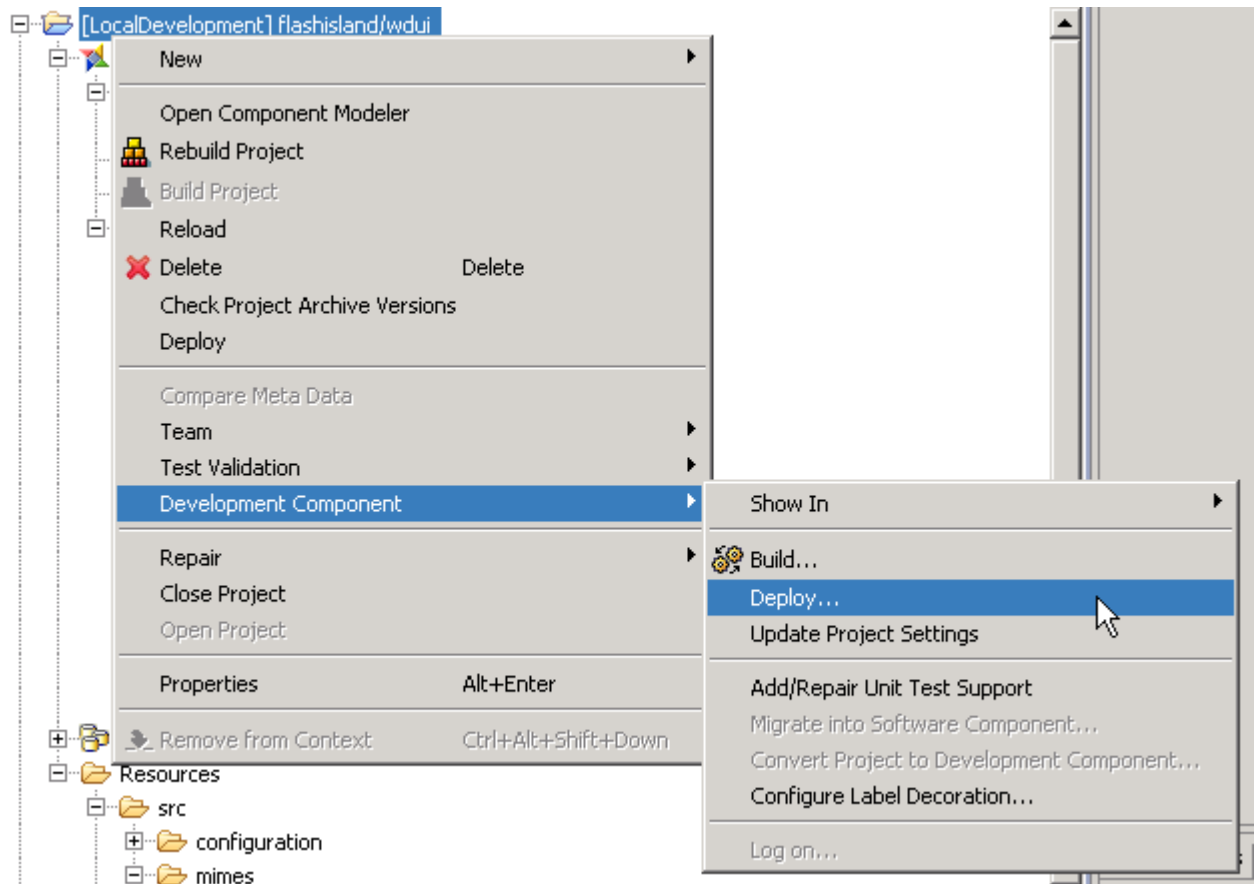 [LocalDevelopment] flashisland/wdui
New
Open Component Modeler
Rebuild Project
Build Project
Reload
Delete Delete
Check Project Archive Versions
Deploy
Compare Meta Data
Team
Test Validation
Development Component
Repair
Close Project
Open Project
Properties Alt+Enter
Remove from Context Ctrl+Alt+Shift+Down
Show In
Build...
Deploy...
Update Project Settings
Add/Repair Unit Test Support
Migrate into Software Component...
Convert Project to Development Component...
Configure Label Decoration...
Log on...
Resources
src
configuration
mimes